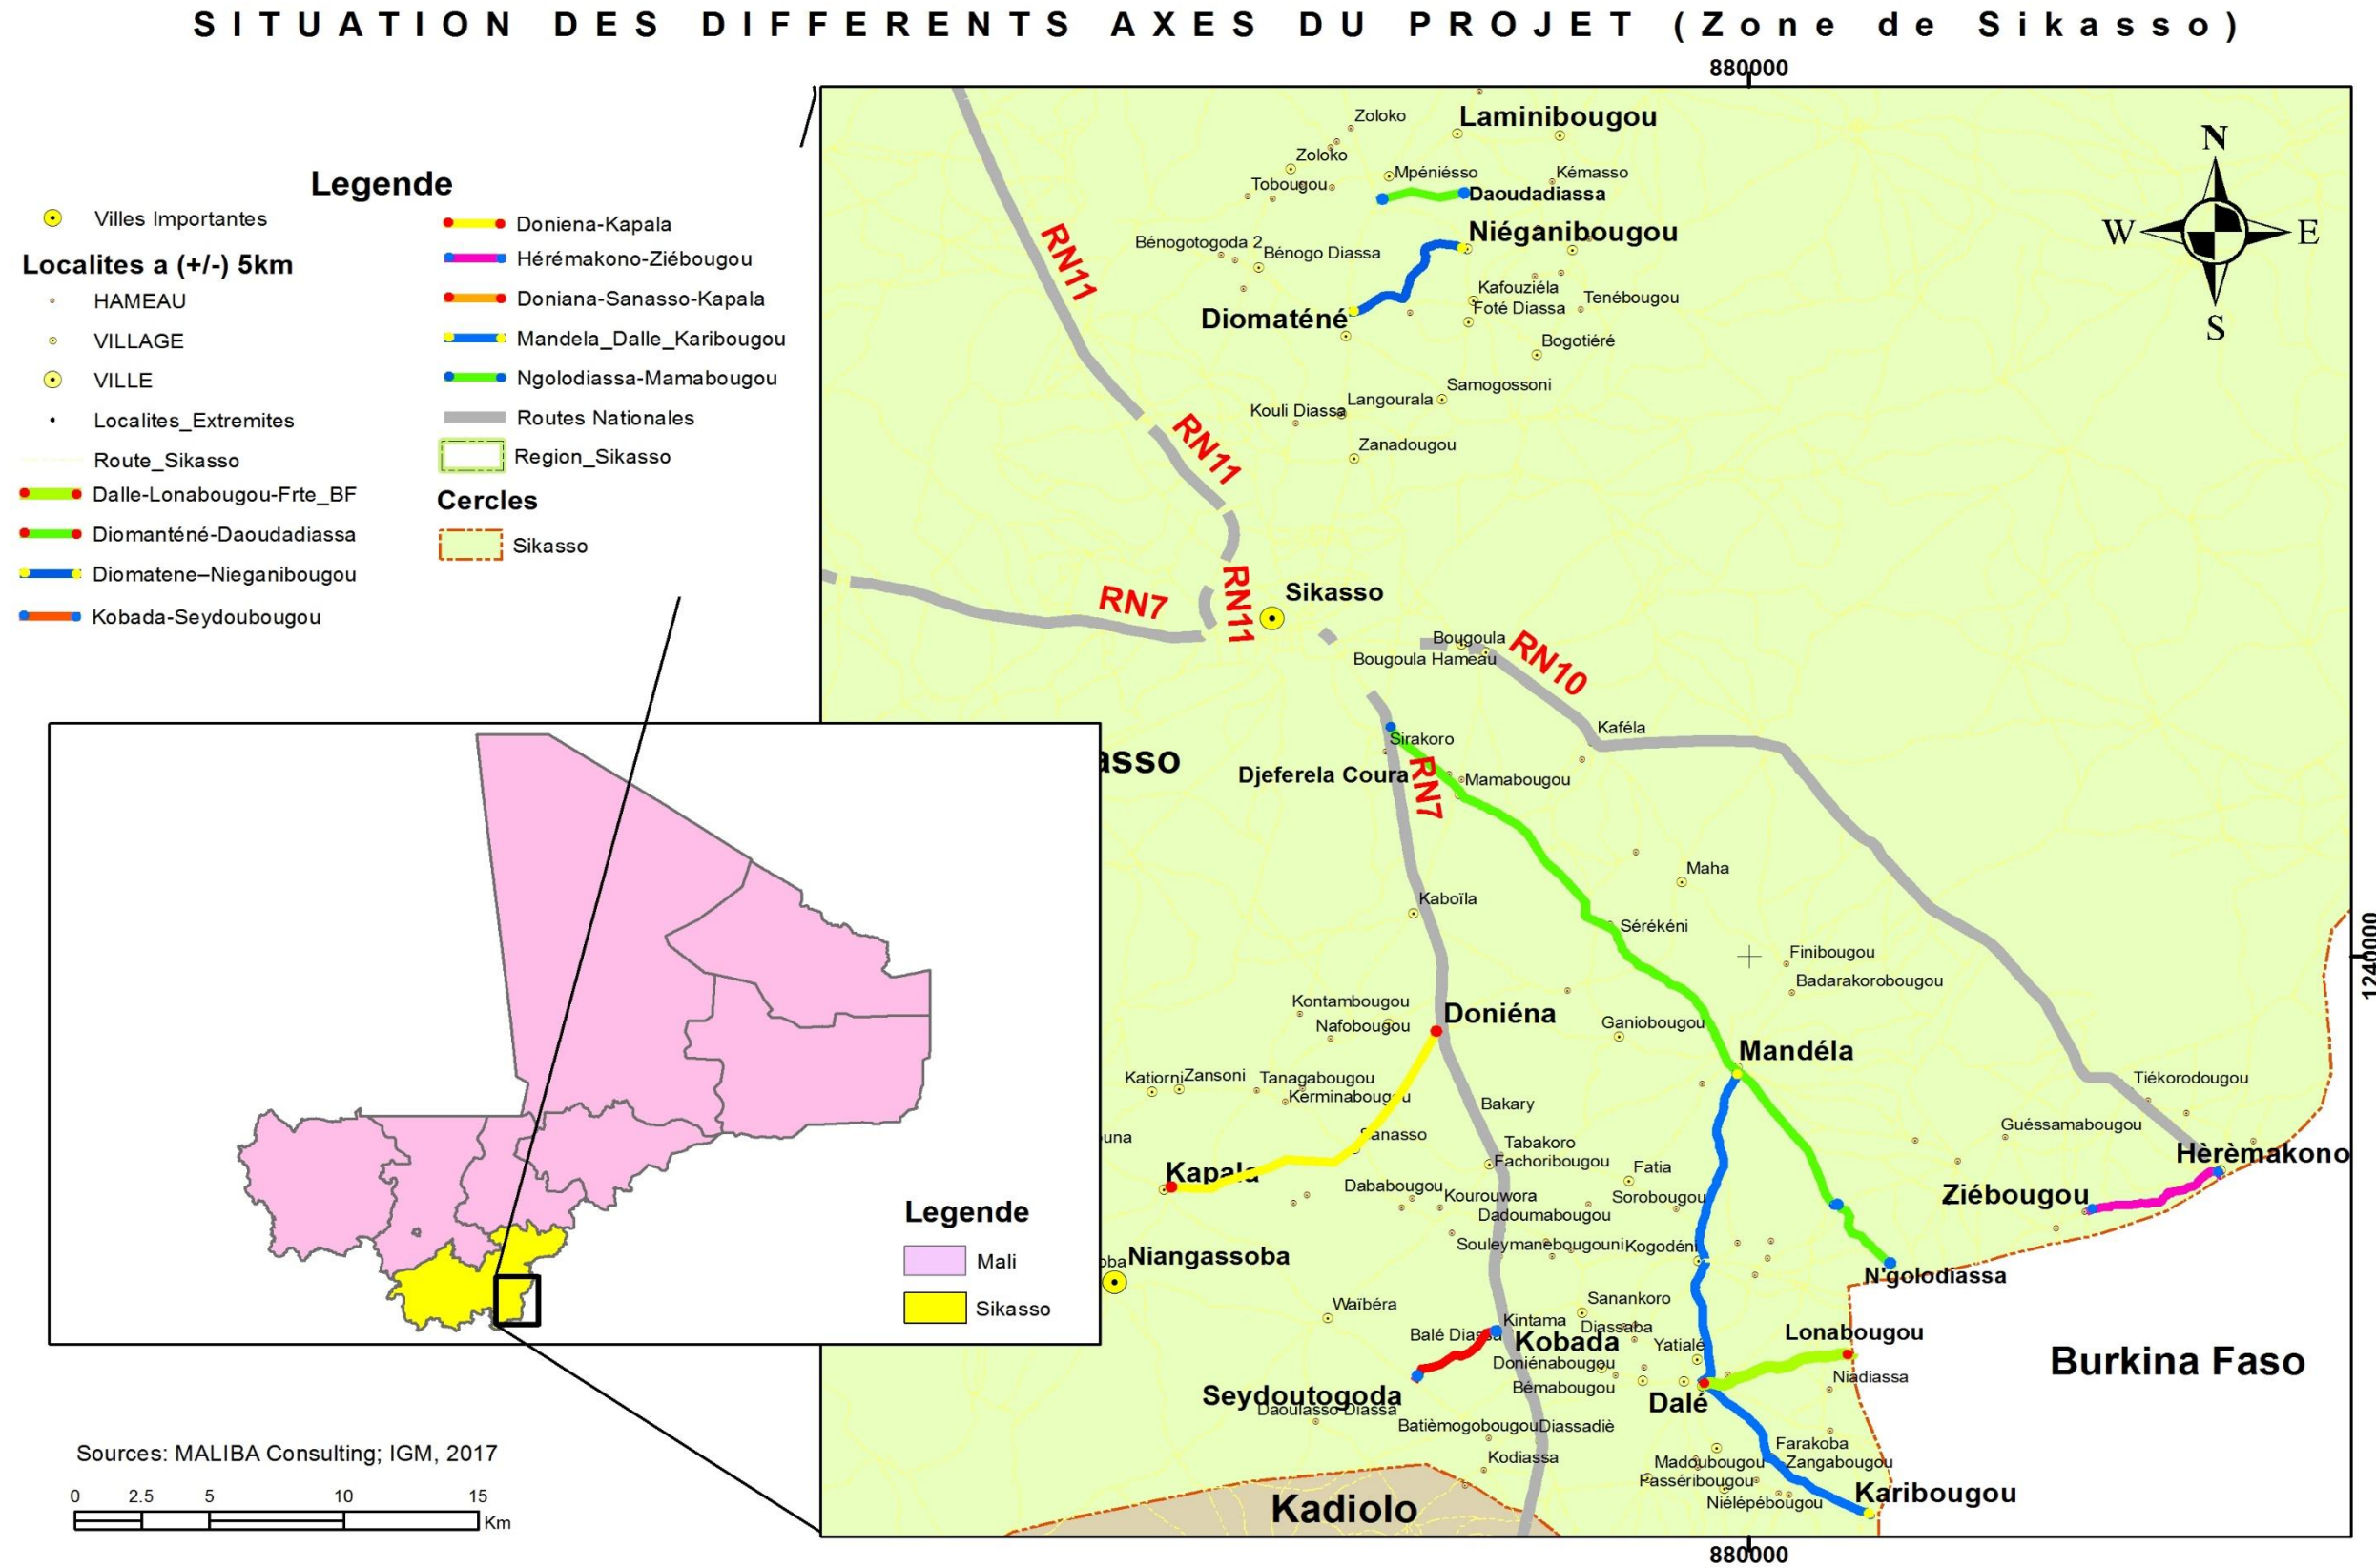 SITUATION DES DIFFERENTS AXES DU PROJET (Zone de Sikasso)
880000
Legende
Villes Importantes
Localites a (+/-) 5km
HAMEAU
VILLAGE
VILLE
Localites_Extremites
Route_Sikasso
Dalle-Lonabougou-Frte_BF
Diomanténé-Daoudadiassa
Diomatene–Nieganibougou
Kobada-Seydoubougou
Doniena-Kapala
Hérémakono-Ziébougou
Doniana-Sanasso-Kapala
Mandela_Dalle_Karibougou
Ngolodiassa-Mamabougou
Routes Nationales
Region_Sikasso
Cercles
Sikasso
N
W
E
S
Zoloko
Laminibougou
Zoloko
Mpéniésso
Kémasso
Tobougou
Daoudadiassa
Niéganibougou
Bénogotogoda 2
Bénogo Diassa
RN11
Kafouziéla
Tenébougou
Foté Diassa
Diomaténé
Bogotiéré
Samogossoni
Langourala
Kouli Diassa
Zanadougou
RN11
RN11
RN7
Sikasso
Bougoula
Bougoula Hameau
RN10
Kaféla
Sirakoro
asso
Djeferela Coura
RN7
Mamabougou
Maha
Kaboïla
Sérékéni
Finibougou
Badarakorobougou
1240000
Kontambougou
Nafobougou
Doniéna
Ganiobougou
Mandéla
Katiorni
Zansoni
Tanagabougou
Kerminabougou
Tiékorodougou
Bakary
Guéssamabougou
una
Sanasso
Tabakoro
Fachoribougou
Hèrèmakono
Kapala
Fatia
Dababougou
Kourouwora
Sorobougou
Ziébougou
Dadoumabougou
Souleymanebougouni
Kogodéni
oba
Niangassoba
N'golodiassa
Waïbéra
Sanankoro
Kintama
Diassaba
Balé Diassa
Kobada
Yatialé
Lonabougou
Doniénabougou
Burkina Faso
Niadiassa
Bémabougou
Seydoutogoda
Dalé
Daoulasso Diassa
Batièmogobougou
Diassadiè
Farakoba
Kodiassa
Madoubougou
Zangabougou
Fasséribougou
Niélépébougou
Karibougou
Kadiolo
880000
Legende
Mali
Sikasso
Sources: MALIBA Consulting; IGM, 2017
0 2.5 5 10 15
Km